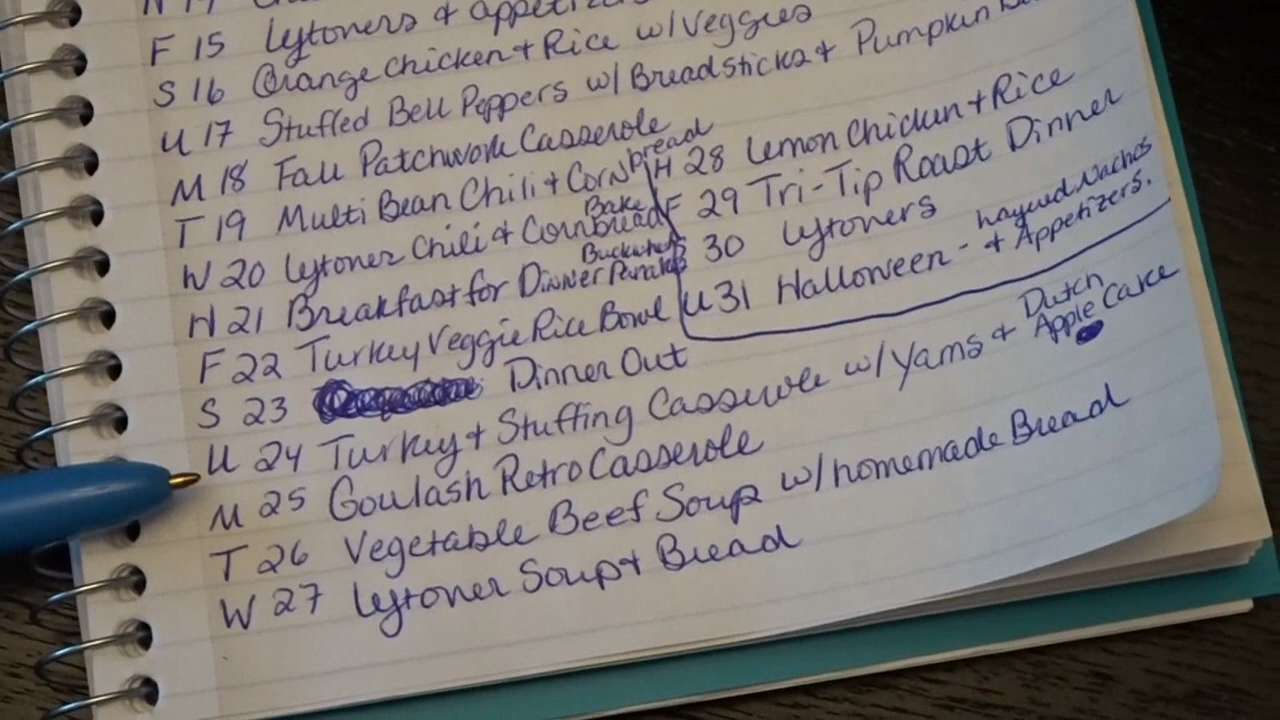 F 15 Leftovers & Appetizers
S 16 Orange Chicken + Rice w/ Veggies
U 17 Stuffed Bell Peppers w/ Breadsticks + Pumpkin
M 18 Fall Patchwork Casserole
T 19 Multi Bean Chili + Cornbread
W 20 Leftover Chili & Cornbread Bake
H 21 Breakfast for Dinner
F 22 Turkey Veggie Rice Bowl
S 23 Dinner Out
U 24 Turkey + Stuffing Casserole w/ Yams + Dutch Apple Cake
M 25 Goulash Retro Casserole
T 26 Vegetable Beef Soup w/ homemade Bread
W 27 Leftover Soup + Bread
H 28 Lemon Chicken + Rice
F 29 Tri-Tip Roast Dinner
S 30 Leftovers
U 31 Halloween - Layered Nachos + Appetizers.